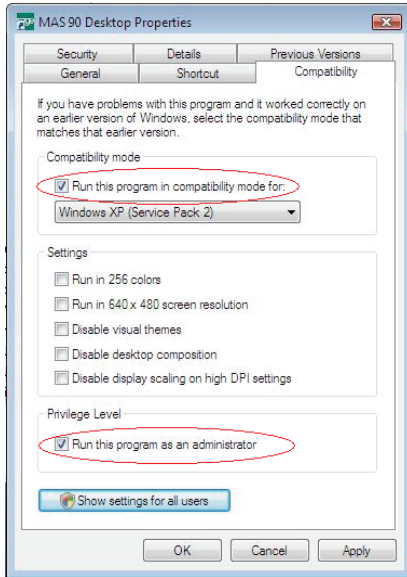 MAS 90 Desktop Properties
Security Details Previous Versions
General Shortcut Compatibility
If you have problems with this program and it worked correctly on
an earlier version of Windows, select the compatibility mode that
matches that earlier version.
Compatibility mode
Run this program in compatibility mode for:
Windows XP (Service Pack 2)
Settings
Run in 256 colors
Run in 640 x 480 screen resolution
Disable visual themes
Disable desktop composition
Disable display scaling on high DPI settings
Privilege Level
Run this program as an administrator
Show settings for all users
OK Cancel Apply